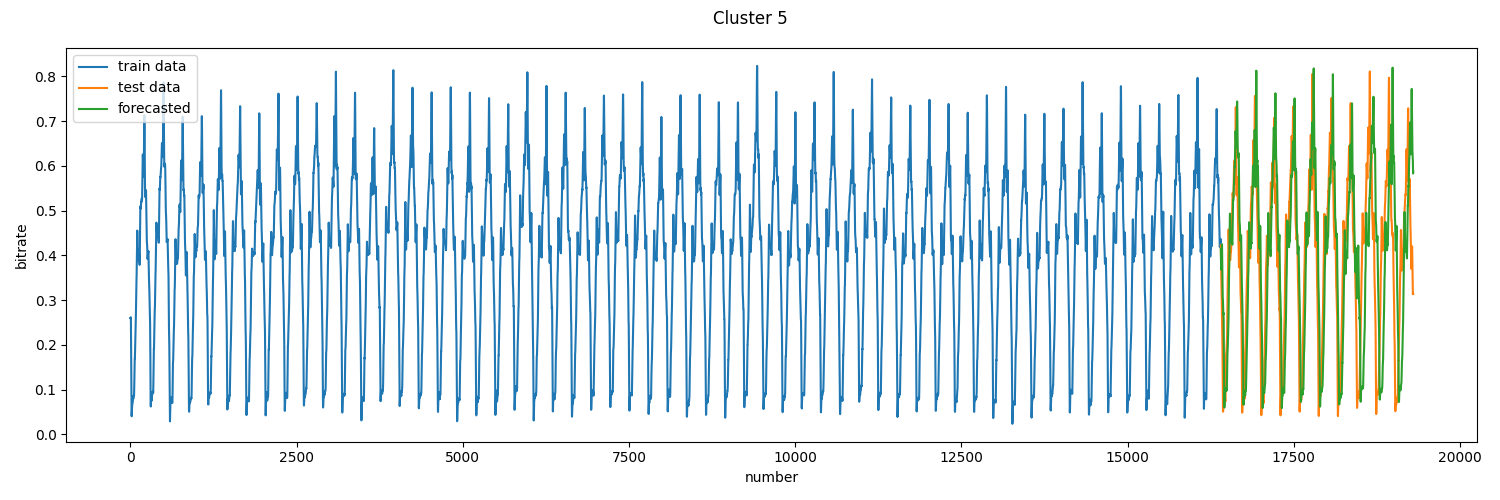 Cluster 5
train data
test data
forecasted
bitrate
0.8
0.7
0.6
0.5
0.4
0.3
0.2
0.1
0.0
0 2500 5000 7500 10000 12500 15000 17500 20000
number